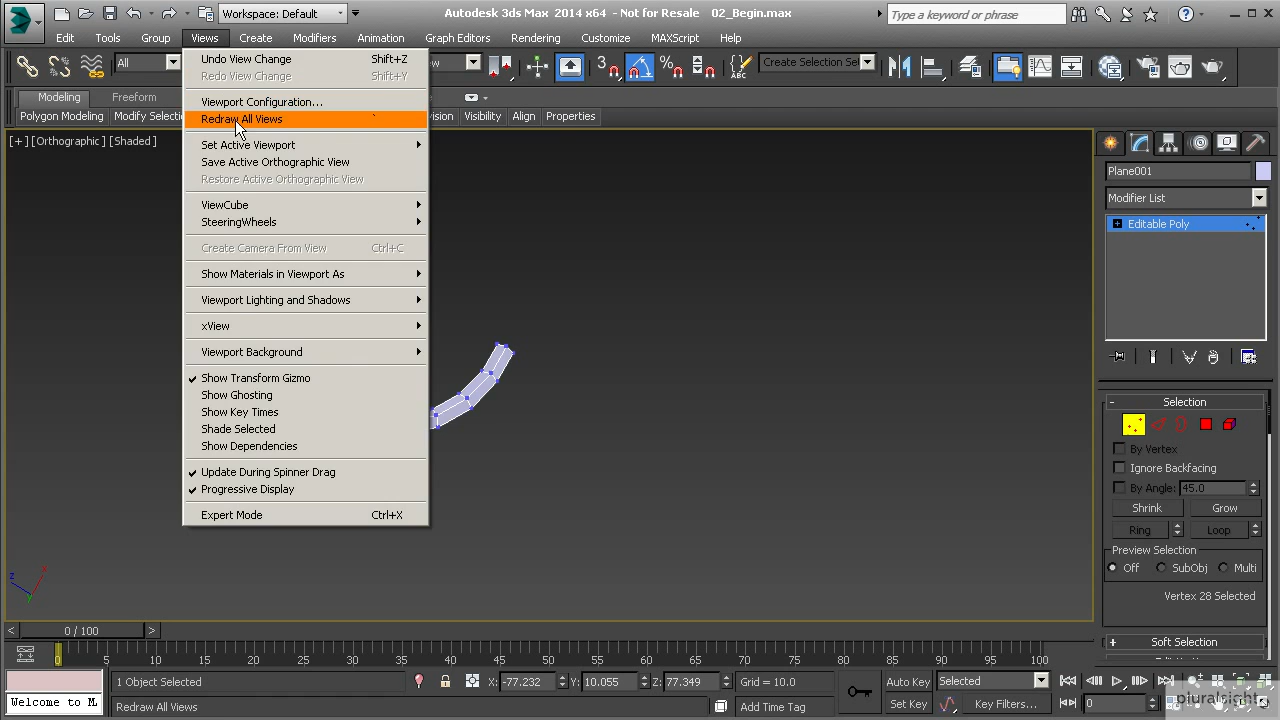 Workspace: Default
Autodesk 3ds Max 2014 x64 - Not for Resale 02_Begin.max
Type a keyword or phrase
Edit Tools Group Views Create Modifiers Animation Graph Editors Rendering Customize MAXScript Help
All
Create Selection Se
Modeling Freeform
Polygon Modeling Modify Selectio Visibility Align Properties
[+] [Orthographic] [Shaded]
Undo View Change Shift+Z
Redo View Change Shift+Y
Viewport Configuration...
Redraw All Views `
Set Active Viewport
Save Active Orthographic View
Restore Active Orthographic View
ViewCube
SteeringWheels
Create Camera From View Ctrl+C
Show Materials in Viewport As
Viewport Lighting and Shadows
xView
Viewport Background
Show Transform Gizmo
Show Ghosting
Show Key Times
Shade Selected
Show Dependencies
Update During Spinner Drag
Progressive Display
Expert Mode Ctrl+X
Plane001
Modifier List
Editable Poly
Selection
By Vertex
Ignore Backfacing
By Angle: 45.0
Shrink Grow
Ring Loop
Preview Selection
Off SubObj Multi
Vertex 28 Selected
Soft Selection
z x y
< 0 / 100 >
0 5 10 15 20 25 30 35 40 45 50 55 60 65 70 75 80 85 90 95 100
1 Object Selected X: -77.232 Y: 10.055 Z: 77.349 Grid = 10.0 Auto Key Selected
Welcome to M Redraw All Views Add Time Tag Set Key Key Filters... 0
pluralsight